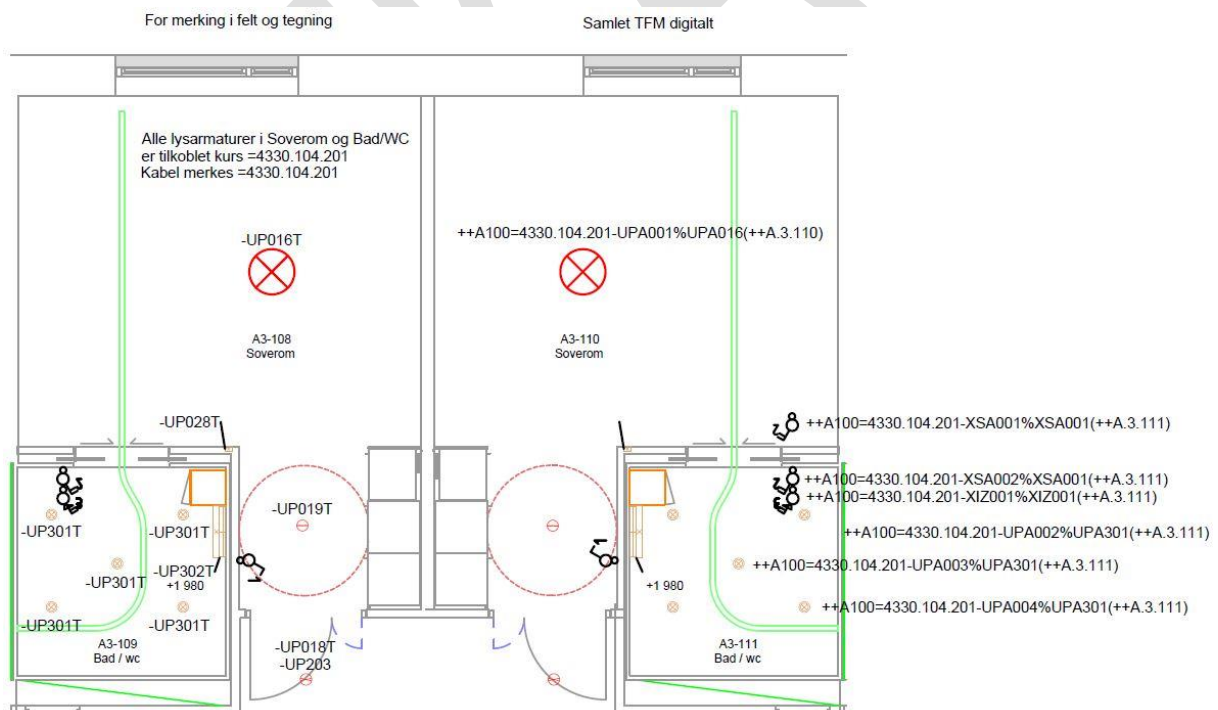 For merking i felt og tegning
Samlet TFM digitalt
Alle lysarmaturer i Soverom og Bad/WC
er tilkoblet kurs =4330.104.201
Kabel merkes =4330.104.201
-UP016T
++A100=4330.104.201-UPA001%UPA016(++A.3.110)
A3-108
Soverom
A3-110
Soverom
-UP028T
++A100=4330.104.201-XSA001%XSA001(++A.3.111)
++A100=4330.104.201-XSA002%XSA001(++A.3.111)
++A100=4330.104.201-XIZ001%XIZ001(++A.3.111)
-UP019T
-UP301T
-UP301T
++A100=4330.104.201-UPA002%UPA301(++A.3.111)
-UP302T
+1 980
-UP301T
+1 980
++A100=4330.104.201-UPA003%UPA301(++A.3.111)
-UP301T
-UP301T
++A100=4330.104.201-UPA004%UPA301(++A.3.111)
A3-109
Bad / wc
-UP018T
-UP203
A3-111
Bad / wc